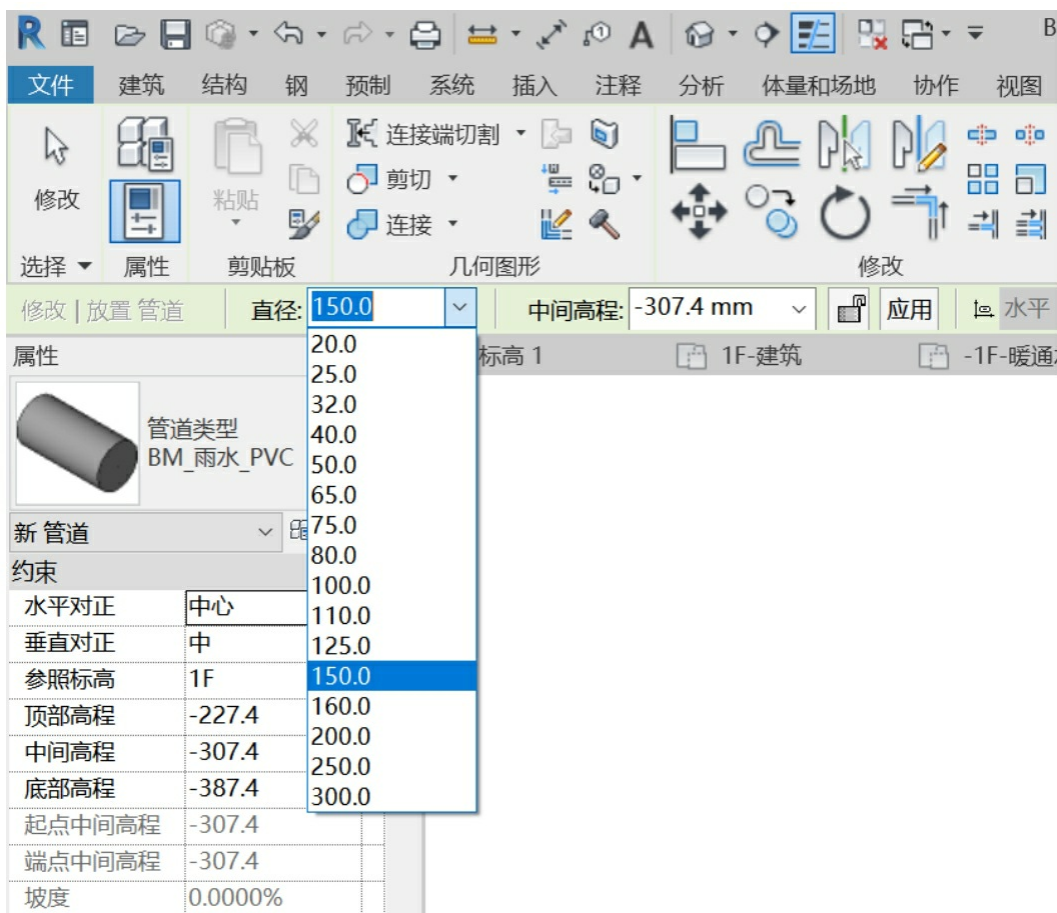 B
文件 建筑 结构 钢 预制 系统 插入 注释 分析 体量和场地 协作 视图
修改
粘贴
连接端切割
剪切
连接
选择 属性 剪贴板 几何图形 修改
修改 | 放置 管道 直径: 150.0 中间高程: -307.4 mm 应用 水平
属性
标高 1 1F-建筑 -1F-暖通
管道类型
BM_雨水_PVC
新 管道
约束
水平对正 中心
垂直对正 中
参照标高 1F
顶部高程 -227.4
中间高程 -307.4
底部高程 -387.4
起点中间高程 -307.4
端点中间高程 -307.4
坡度 0.0000%
20.0
25.0
32.0
40.0
50.0
65.0
75.0
80.0
100.0
110.0
125.0
150.0
160.0
200.0
250.0
300.0